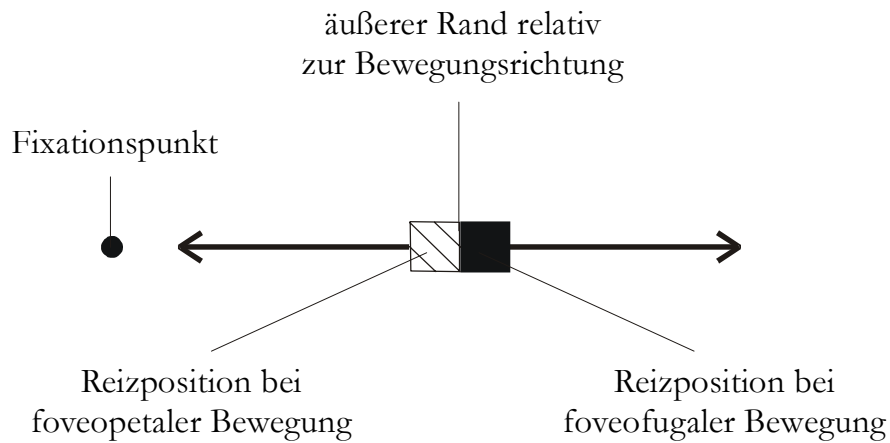 äußerer Rand relativ
zur Bewegungsrichtung
Fixationspunkt
Reizposition bei
foveopetaler Bewegung
Reizposition bei
foveofugaler Bewegung